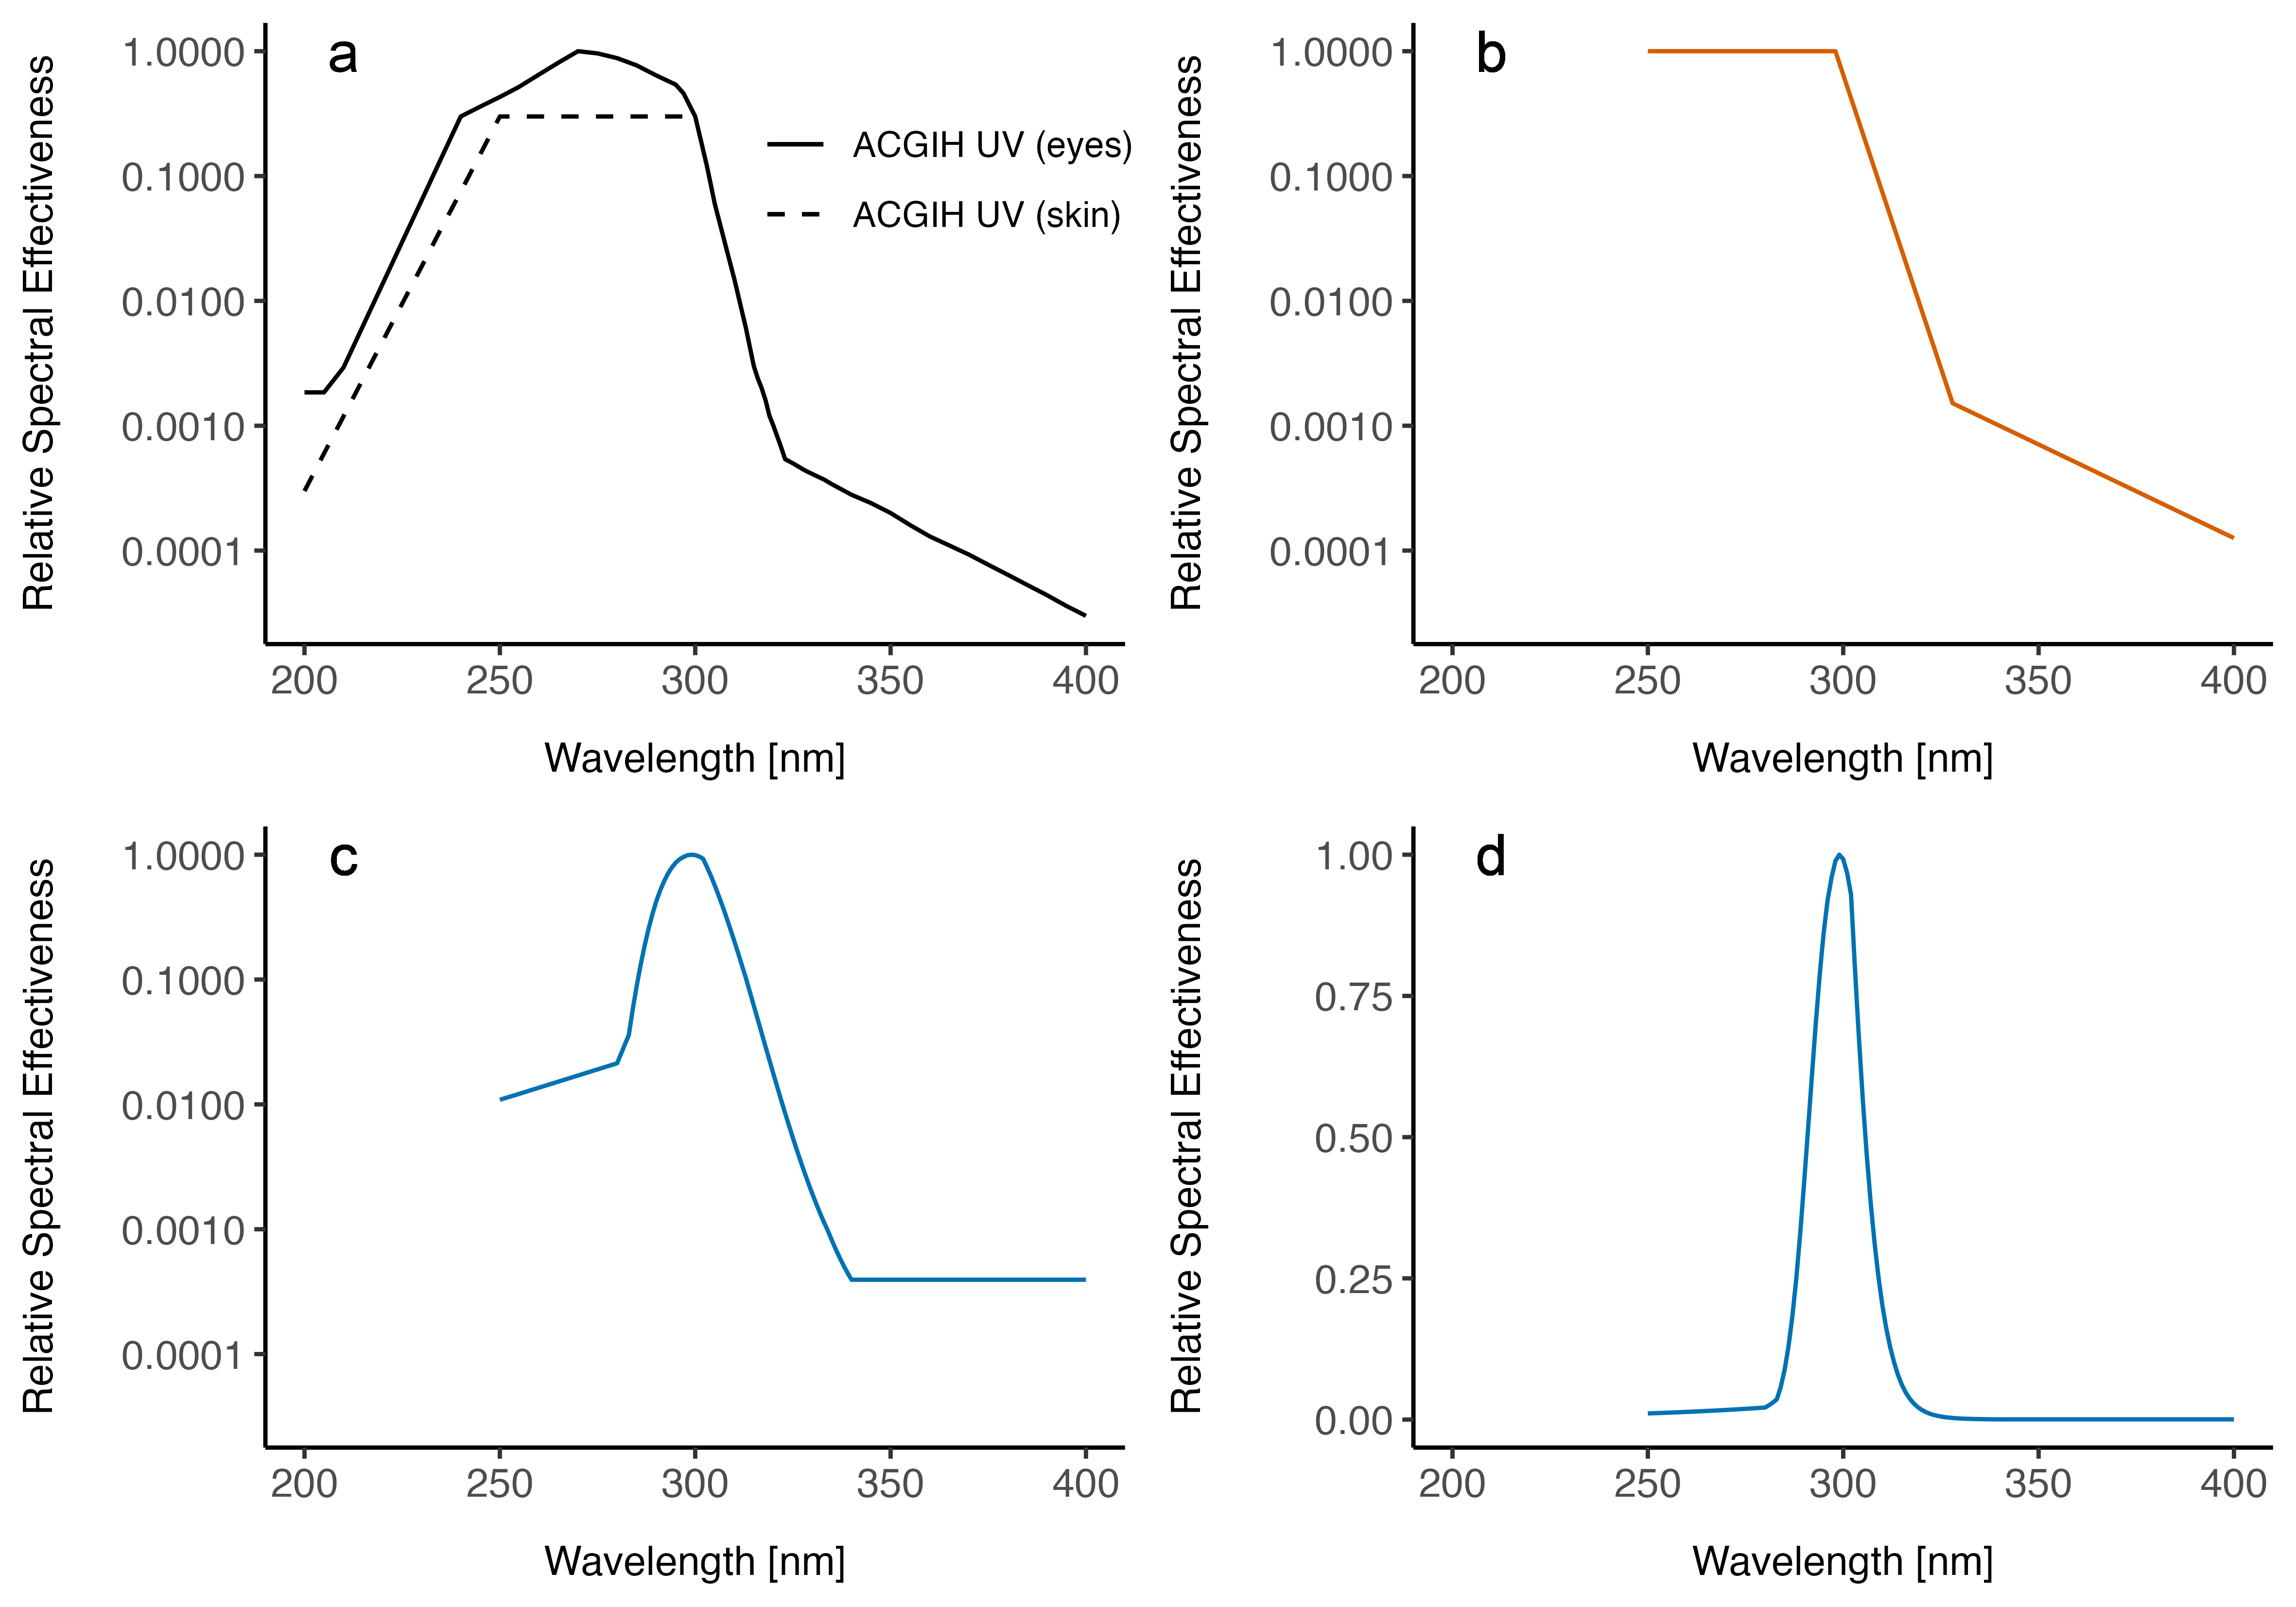 a
Relative Spectral Effectiveness
1.0000
0.1000
0.0100
0.0010
0.0001
ACGIH UV (eyes)
ACGIH UV (skin)
200 250 300 350 400
Wavelength [nm]
b
Relative Spectral Effectiveness
1.0000
0.1000
0.0100
0.0010
0.0001
200 250 300 350 400
Wavelength [nm]
c
Relative Spectral Effectiveness
1.0000
0.1000
0.0100
0.0010
0.0001
200 250 300 350 400
Wavelength [nm]
d
Relative Spectral Effectiveness
1.00
0.75
0.50
0.25
0.00
200 250 300 350 400
Wavelength [nm]